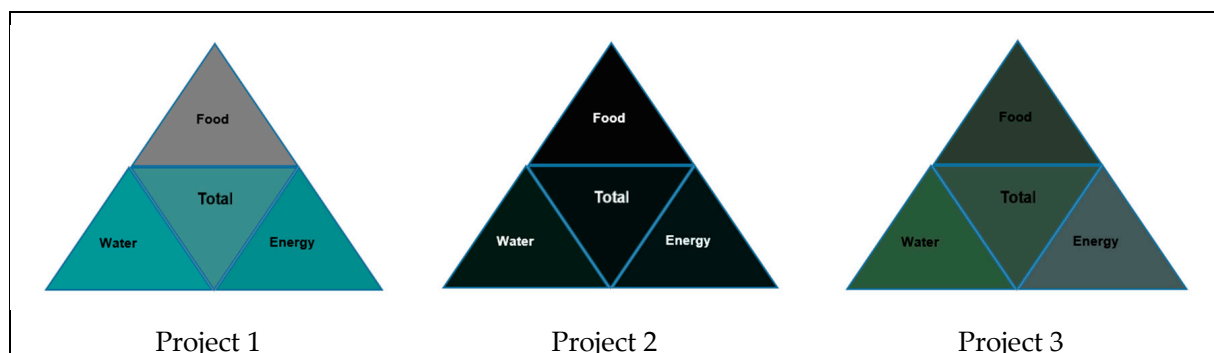 Food
Total
Water
Energy
Project 1
Food
Total
Water
Energy
Project 2
Food
Total
Water
Energy
Project 3